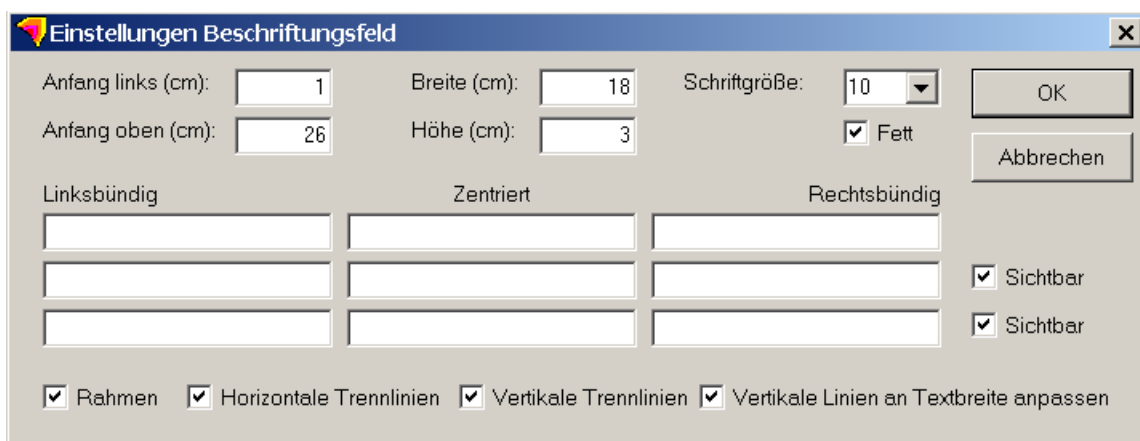 Einstellungen Beschriftungsfeld
Anfang links (cm): 1 Breite (cm): 18 Schriftgröße: 10 OK
Anfang oben (cm): 26 Höhe (cm): 3 Fett
Abbrechen
Linksbündig Zentriert Rechtsbündig
Sichtbar
Sichtbar
Rahmen Horizontale Trennlinien Vertikale Trennlinien Vertikale Linien an Textbreite anpassen